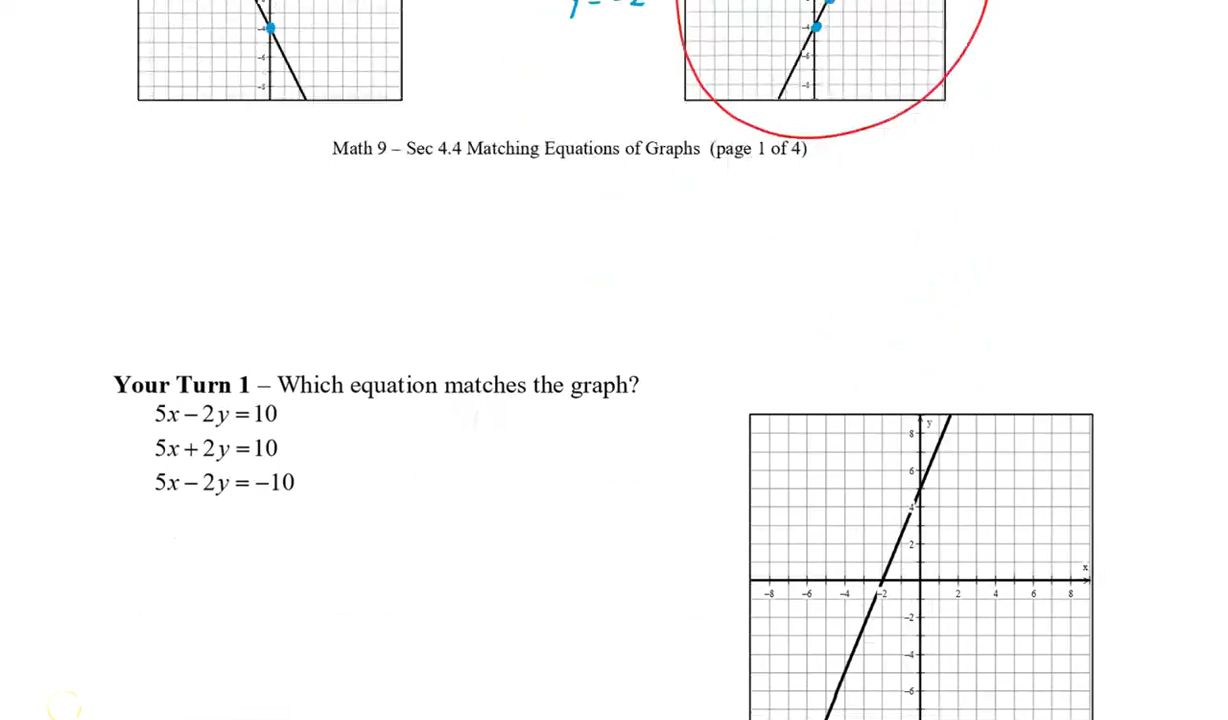 Math 9 – Sec 4.4 Matching Equations of Graphs (page 1 of 4)
Your Turn 1 – Which equation matches the graph?
5x – 2y = 10
5x + 2y = 10
5x – 2y = –10
y
8
6
4
2
x
–8 –6 –4 –2 2 4 6 8
–2
–4
–6